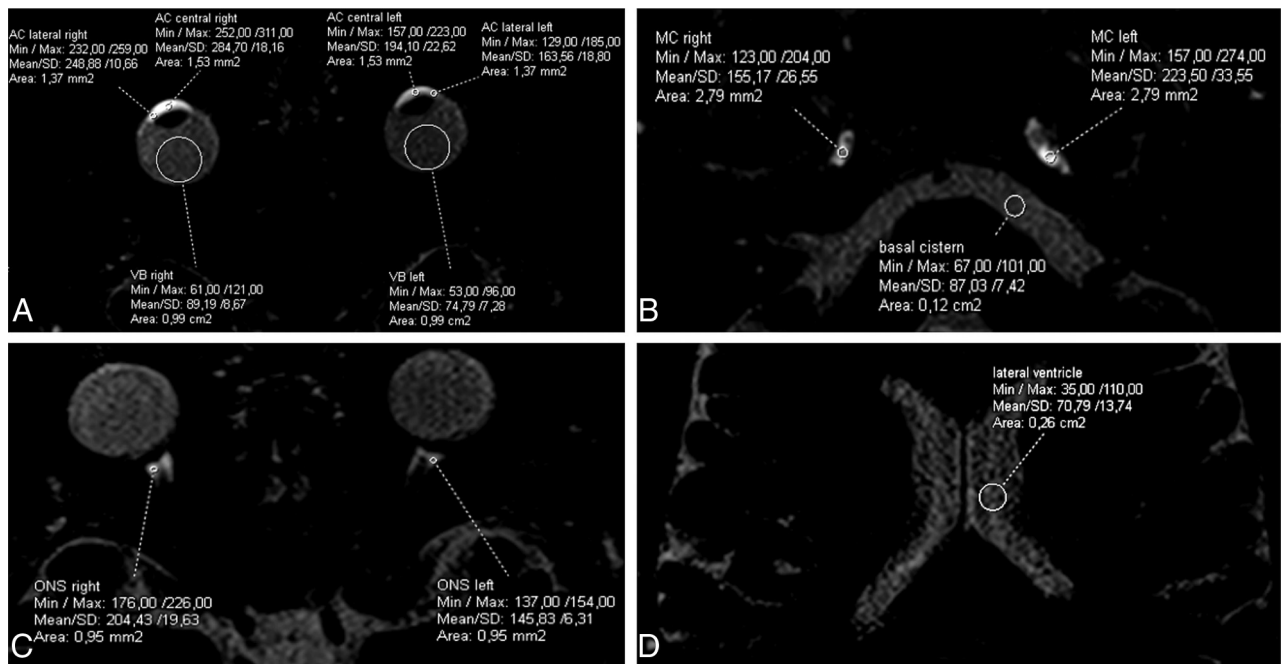 AC lateral right
Min / Max: 232,00 /259,00
Mean/SD: 248,88 /10,66
Area: 1,37 mm2
AC central right
Min / Max: 252,00 /311,00
Mean/SD: 284,70 /18,16
Area: 1,53 mm2
AC central left
Min / Max: 157,00 /223,00
Mean/SD: 194,10 /22,62
Area: 1,53 mm2
AC lateral left
Min / Max: 129,00 /185,00
Mean/SD: 163,56 /18,80
Area: 1,37 mm2
3
VB right
Min / Max: 61,00 /121,00
Mean/SD: 89,19 /8,67
Area: 0,99 cm2
VB left
Min / Max: 53,00 /96,00
Mean/SD: 74,79 /7,28
Area: 0,99 cm2
A
MC right
Min / Max: 123,00 /204,00
Mean/SD: 155,17 /26,55
Area: 2,79 mm2
MC left
Min / Max: 157,00 /274,00
Mean/SD: 223,50 /33,55
Area: 2,79 mm2
basal cistern
Min / Max: 67,00 /101,00
Mean/SD: 87,03 /7,42
Area: 0,12 cm2
B
ONS right
Min / Max: 176,00 /226,00
Mean/SD: 204,43 /19,63
Area: 0,95 mm2
ONS left
Min / Max: 137,00 /154,00
Mean/SD: 145,83 /6,31
Area: 0,95 mm2
C
lateral ventricle
Min / Max: 35,00 /110,00
Mean/SD: 70,79 /13,74
Area: 0,26 cm2
D